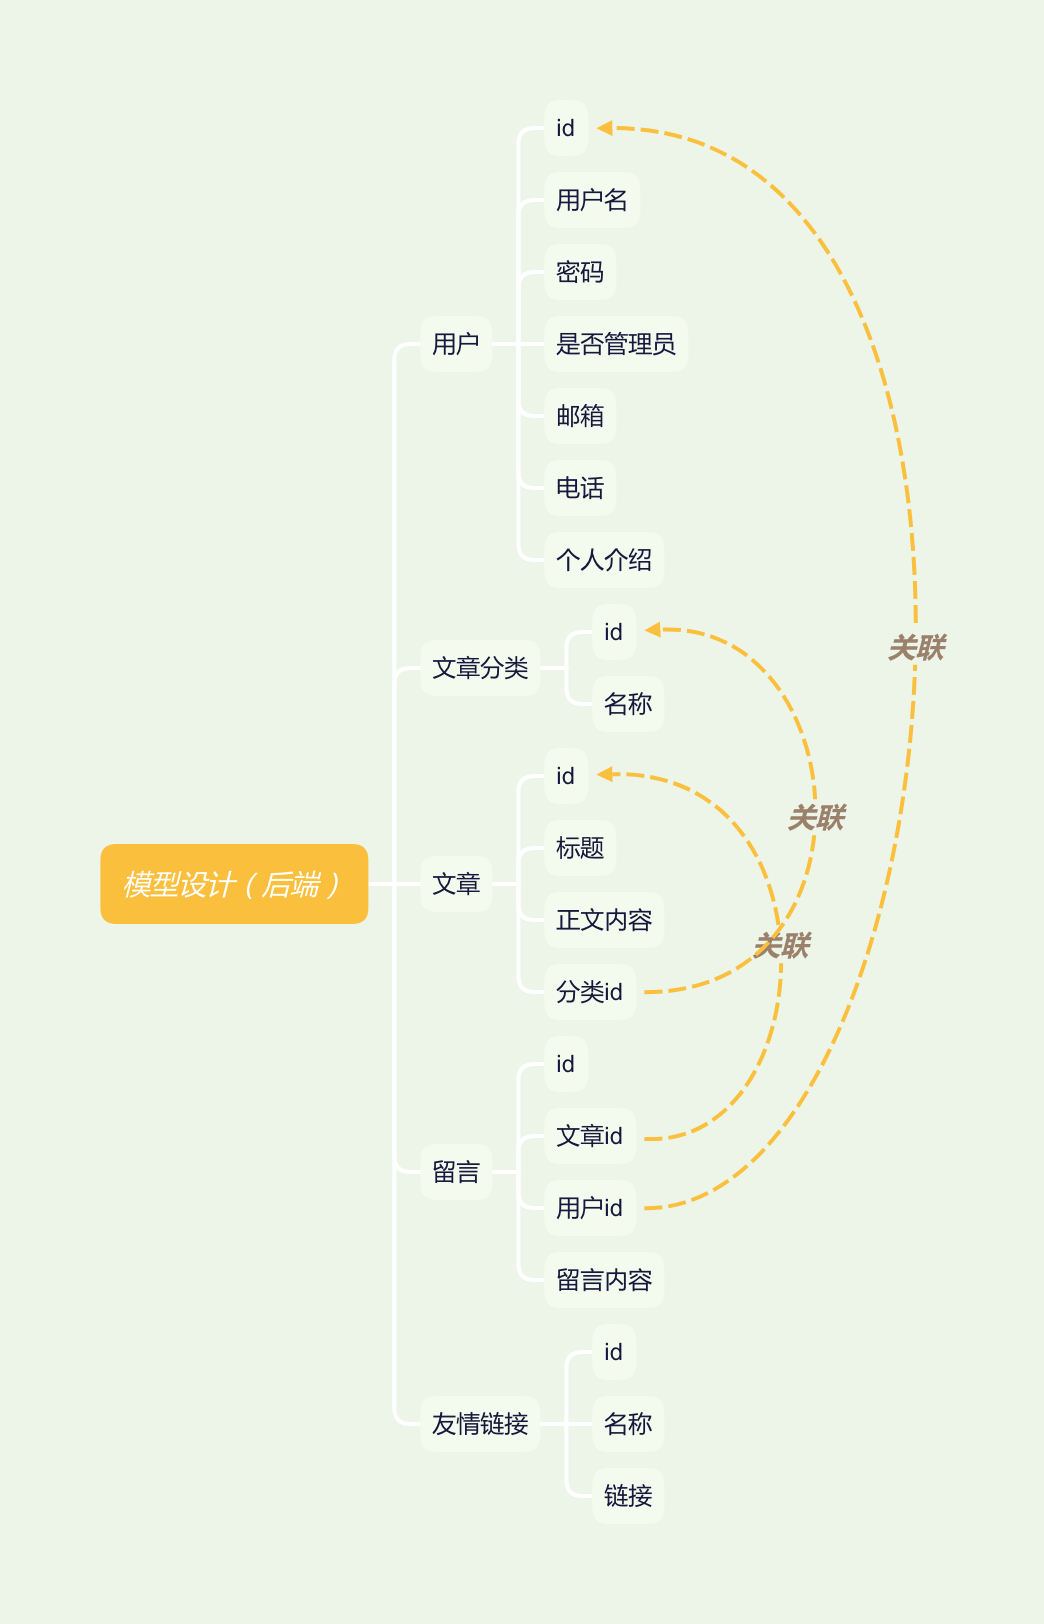 模型设计（后端）
用户
id
用户名
密码
是否管理员
邮箱
电话
个人介绍
文章分类
id
名称
文章
id
标题
正文内容
分类id
留言
id
文章id
用户id
留言内容
友情链接
id
名称
链接
关联
关联
关联